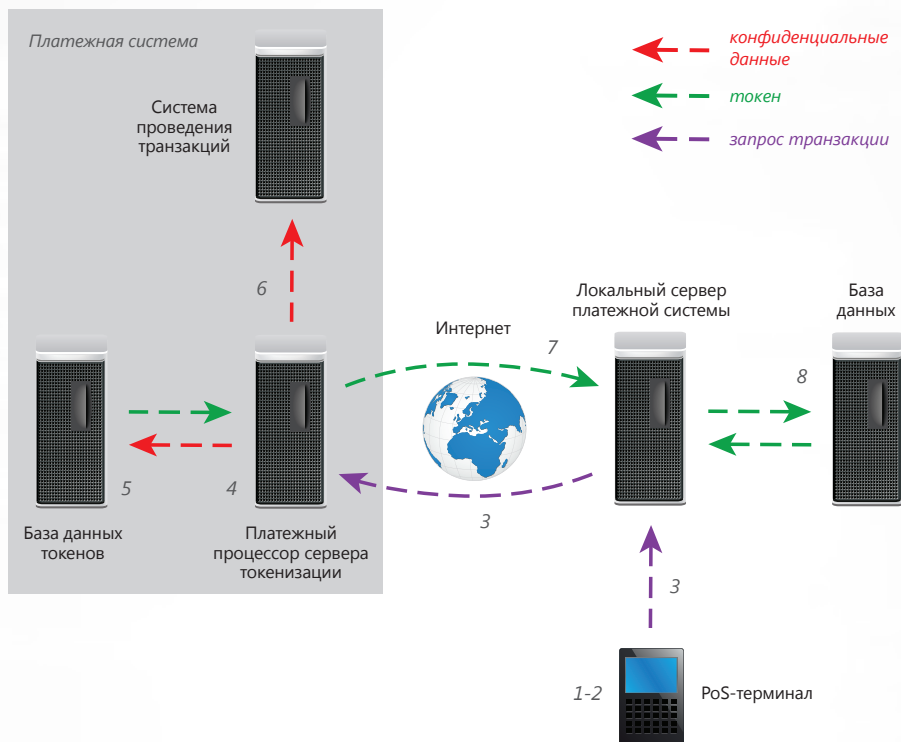 Платежная система
конфиденциальные
данные
токен
запрос транзакции
Система
проведения
транзакций
6
Локальный сервер
платежной системы
База
данных
Интернет
7
8
5
4
3
База данных
токенов
Платежный
процессор сервера
токенизации
3
1-2
PoS-терминал